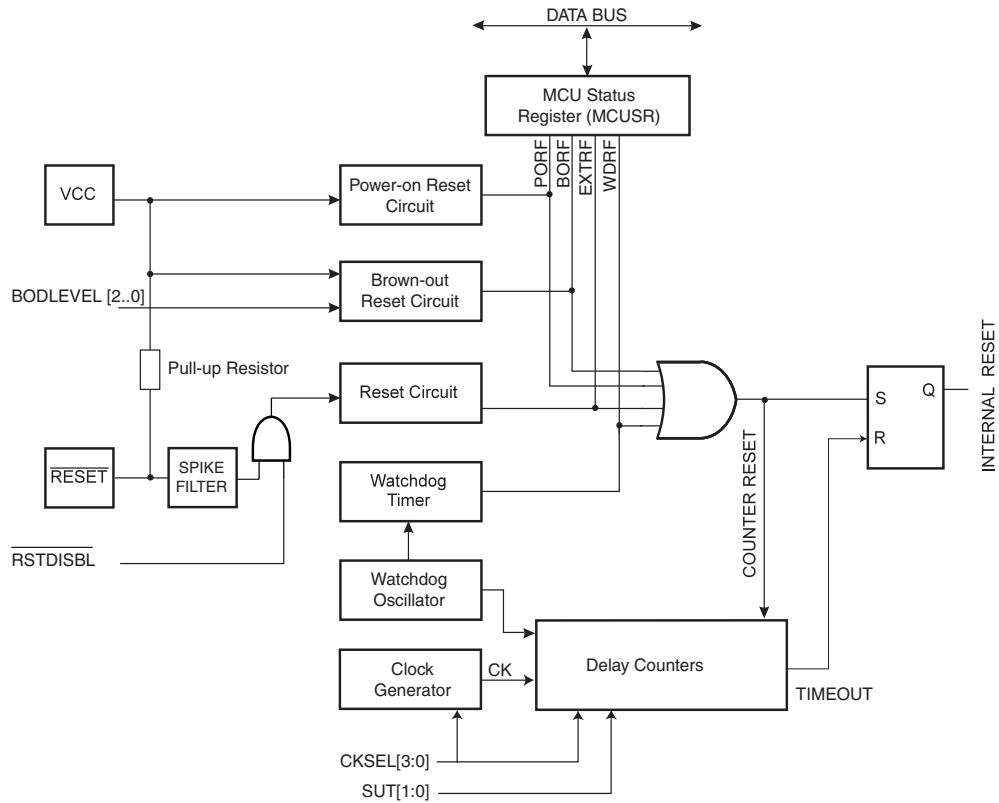 DATA BUS
MCU Status
Register (MCUSR)
PORF
BORF
EXTRF
WDRF
VCC
Power-on Reset
Circuit
BODLEVEL [2..0]
Brown-out
Reset Circuit
Pull-up Resistor
Reset Circuit
S
Q
R
INTERNAL RESET
RESET
SPIKE
FILTER
Watchdog
Timer
COUNTER RESET
RSTDISBL
Watchdog
Oscillator
Clock
Generator
CK
Delay Counters
TIMEOUT
CKSEL[3:0]
SUT[1:0]